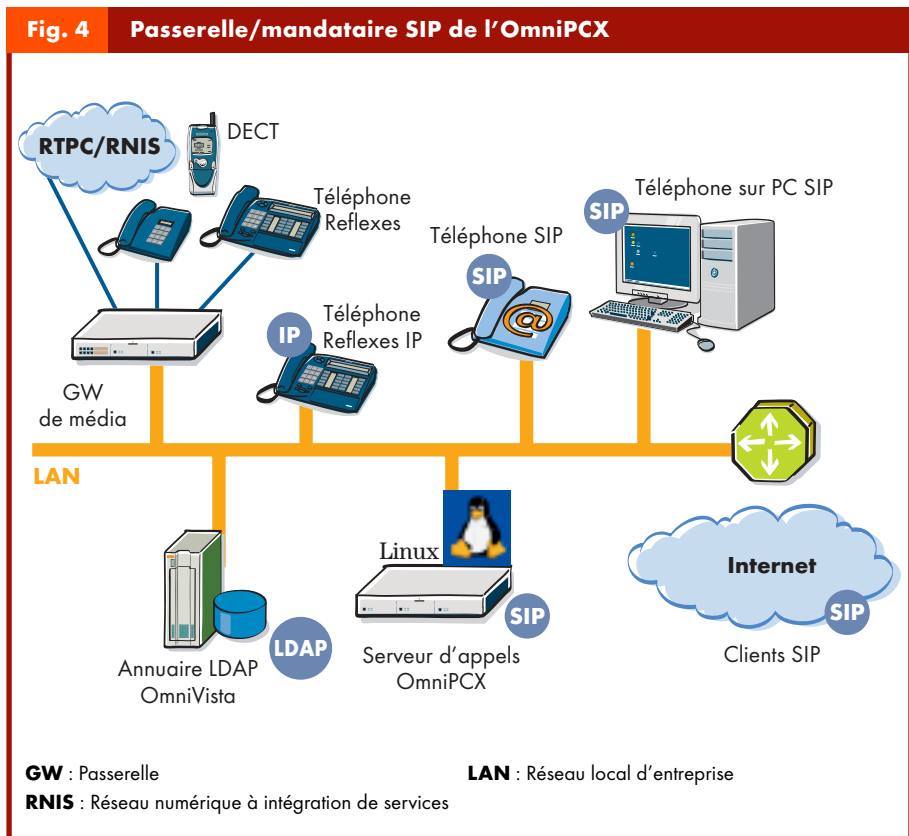 Fig. 4 Passerelle/mandataire SIP de l’OmniPCX
RTPC/RNIS
DECT
Téléphone
Reflexes
Téléphone sur PC SIP
SIP
Téléphone SIP
SIP
@
IP
Téléphone
Reflexes IP
GW
de média
LAN
Linux
Internet
SIP
SIP
LDAP
Annuaire LDAP
OmniVista
Serveur d'appels
OmniPCX
Clients SIP
GW : Passerelle
LAN : Réseau local d’entreprise
RNIS : Réseau numérique à intégration de services